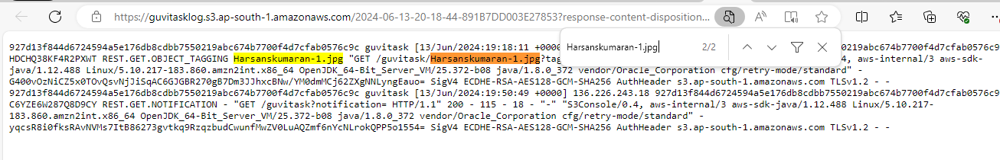 https://guvitasklog.s3.ap-south-1.amazonaws.com/2024-06-13-20-18-44-891B7DD003E27853?response-content-disposition...
Harsanskumaran-1.jpg 2/2
927d13f844d6724594a5e176db8cdbb7cafab0576c9c guvitask [13/Jun/2024:19:18:11 +0000]
HDCHQ38KF4R2PXWT REST.GET.OBJECT_TAGGING Harsanskumaran-1.jpg "GET /guvitask/Harsanskumaran-1.jpg?tag , aws-internal/3 aws-sdk-
java/1.12.488 Linux/5.10.217-183.860.amzn2int.x86_64 OpenJDK_64-Bit_Server_VM/25.372-b08 java/1.8.0_372 vendor/Oracle_Corporation cfg/retry-mode/standard" -
G400vOzNiCZ5x0TOvQsvNjJiSqAC6GJGBR270gB7Dm3JJhxcBNw/YM0dmMCj62ZXgNNLyngEauo= SigV4 ECDHE-RSA-AES128-GCM-SHA256 AuthHeader s3.ap-south-1.amazonaws.com TLSv1.2 - -
927d13f844d6724594a5e176db8cdbb7cafab0576c9c guvitask [13/Jun/2024:19:50:49 +0000] 136.226.243.18 927d13f844d6724594a5e176db8cdbb7cafab0576c9
C6YZE6W287Q8D9CY REST.GET.NOTIFICATION - "GET /guvitask?notification= HTTP/1.1" 200 - 115 - 18 - "-" "S3Console/0.4, aws-internal/3 aws-sdk-java/1.12.488 Linux/5.10.217-
183.860.amzn2int.x86_64 OpenJDK_64-Bit_Server_VM/25.372-b08 java/1.8.0_372 vendor/Oracle_Corporation cfg/retry-mode/standard" -
yqcsR8i0fksRAvNVMs7ItB86273gvtkq9RzqzbudCwunfMwZV0LuAQZmf6nYcNLrokQPP5o1554= SigV4 ECDHE-RSA-AES128-GCM-SHA256 AuthHeader s3.ap-south-1.amazonaws.com TLSv1.2 - -